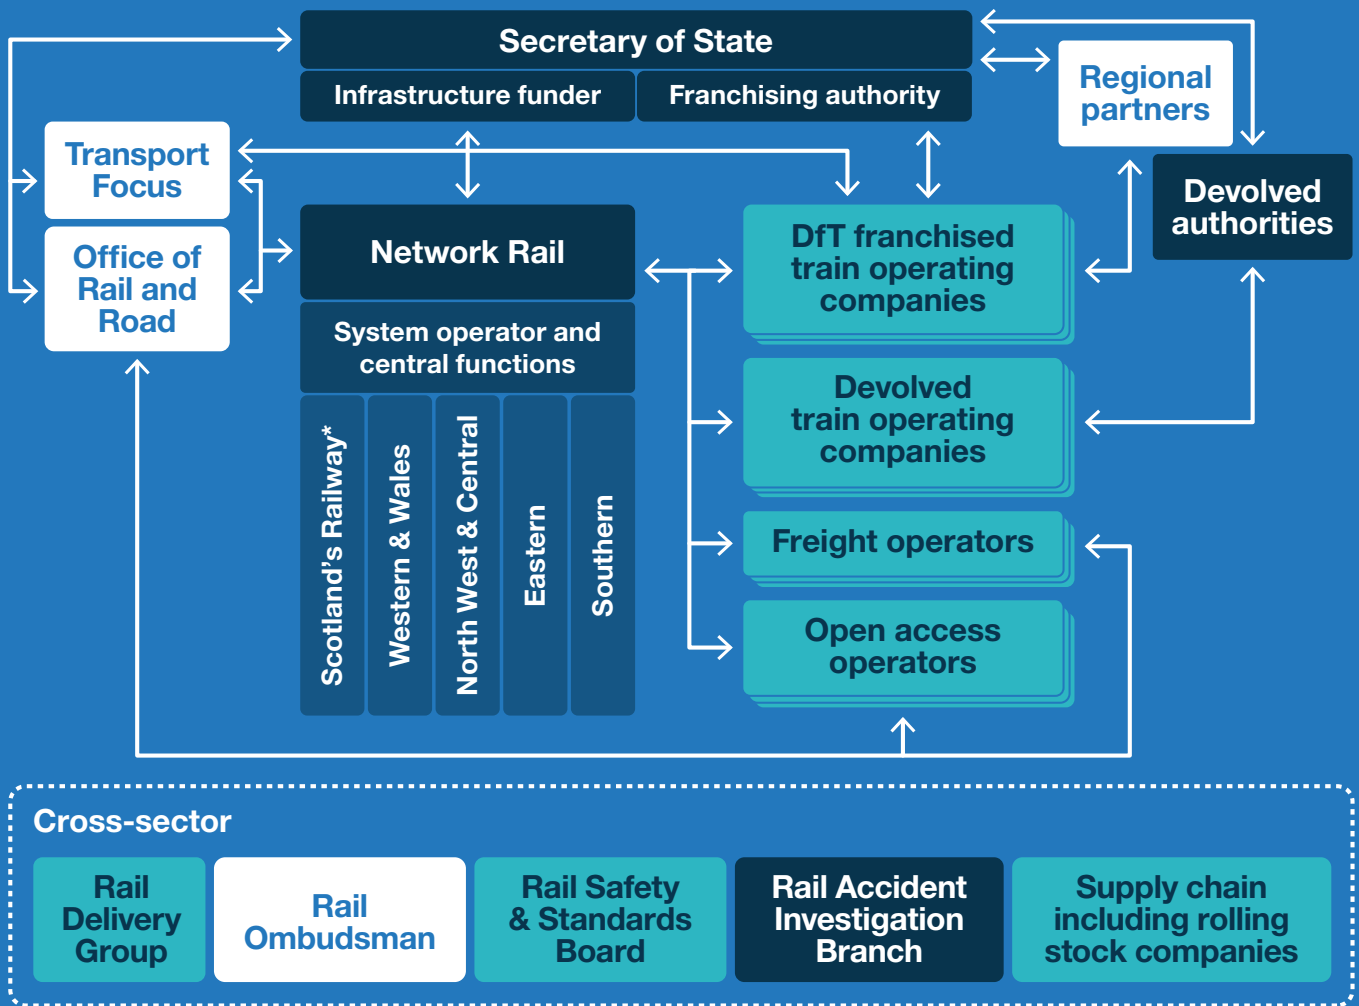 Secretary of State
Infrastructure funder
Franchising authority
Regional
partners
Transport
Focus
Devolved
authorities
Office of
Rail and
Road
Network Rail
System operator and
central functions
Scotland's Railway*
Western & Wales
North West & Central
Eastern
Southern
DfT franchised
train operating
companies
Devolved
train operating
companies
Freight operators
Open access
operators
Cross-sector
Rail
Delivery
Group
Rail
Ombudsman
Rail Safety
& Standards
Board
Rail Accident
Investigation
Branch
Supply chain
including rolling
stock companies